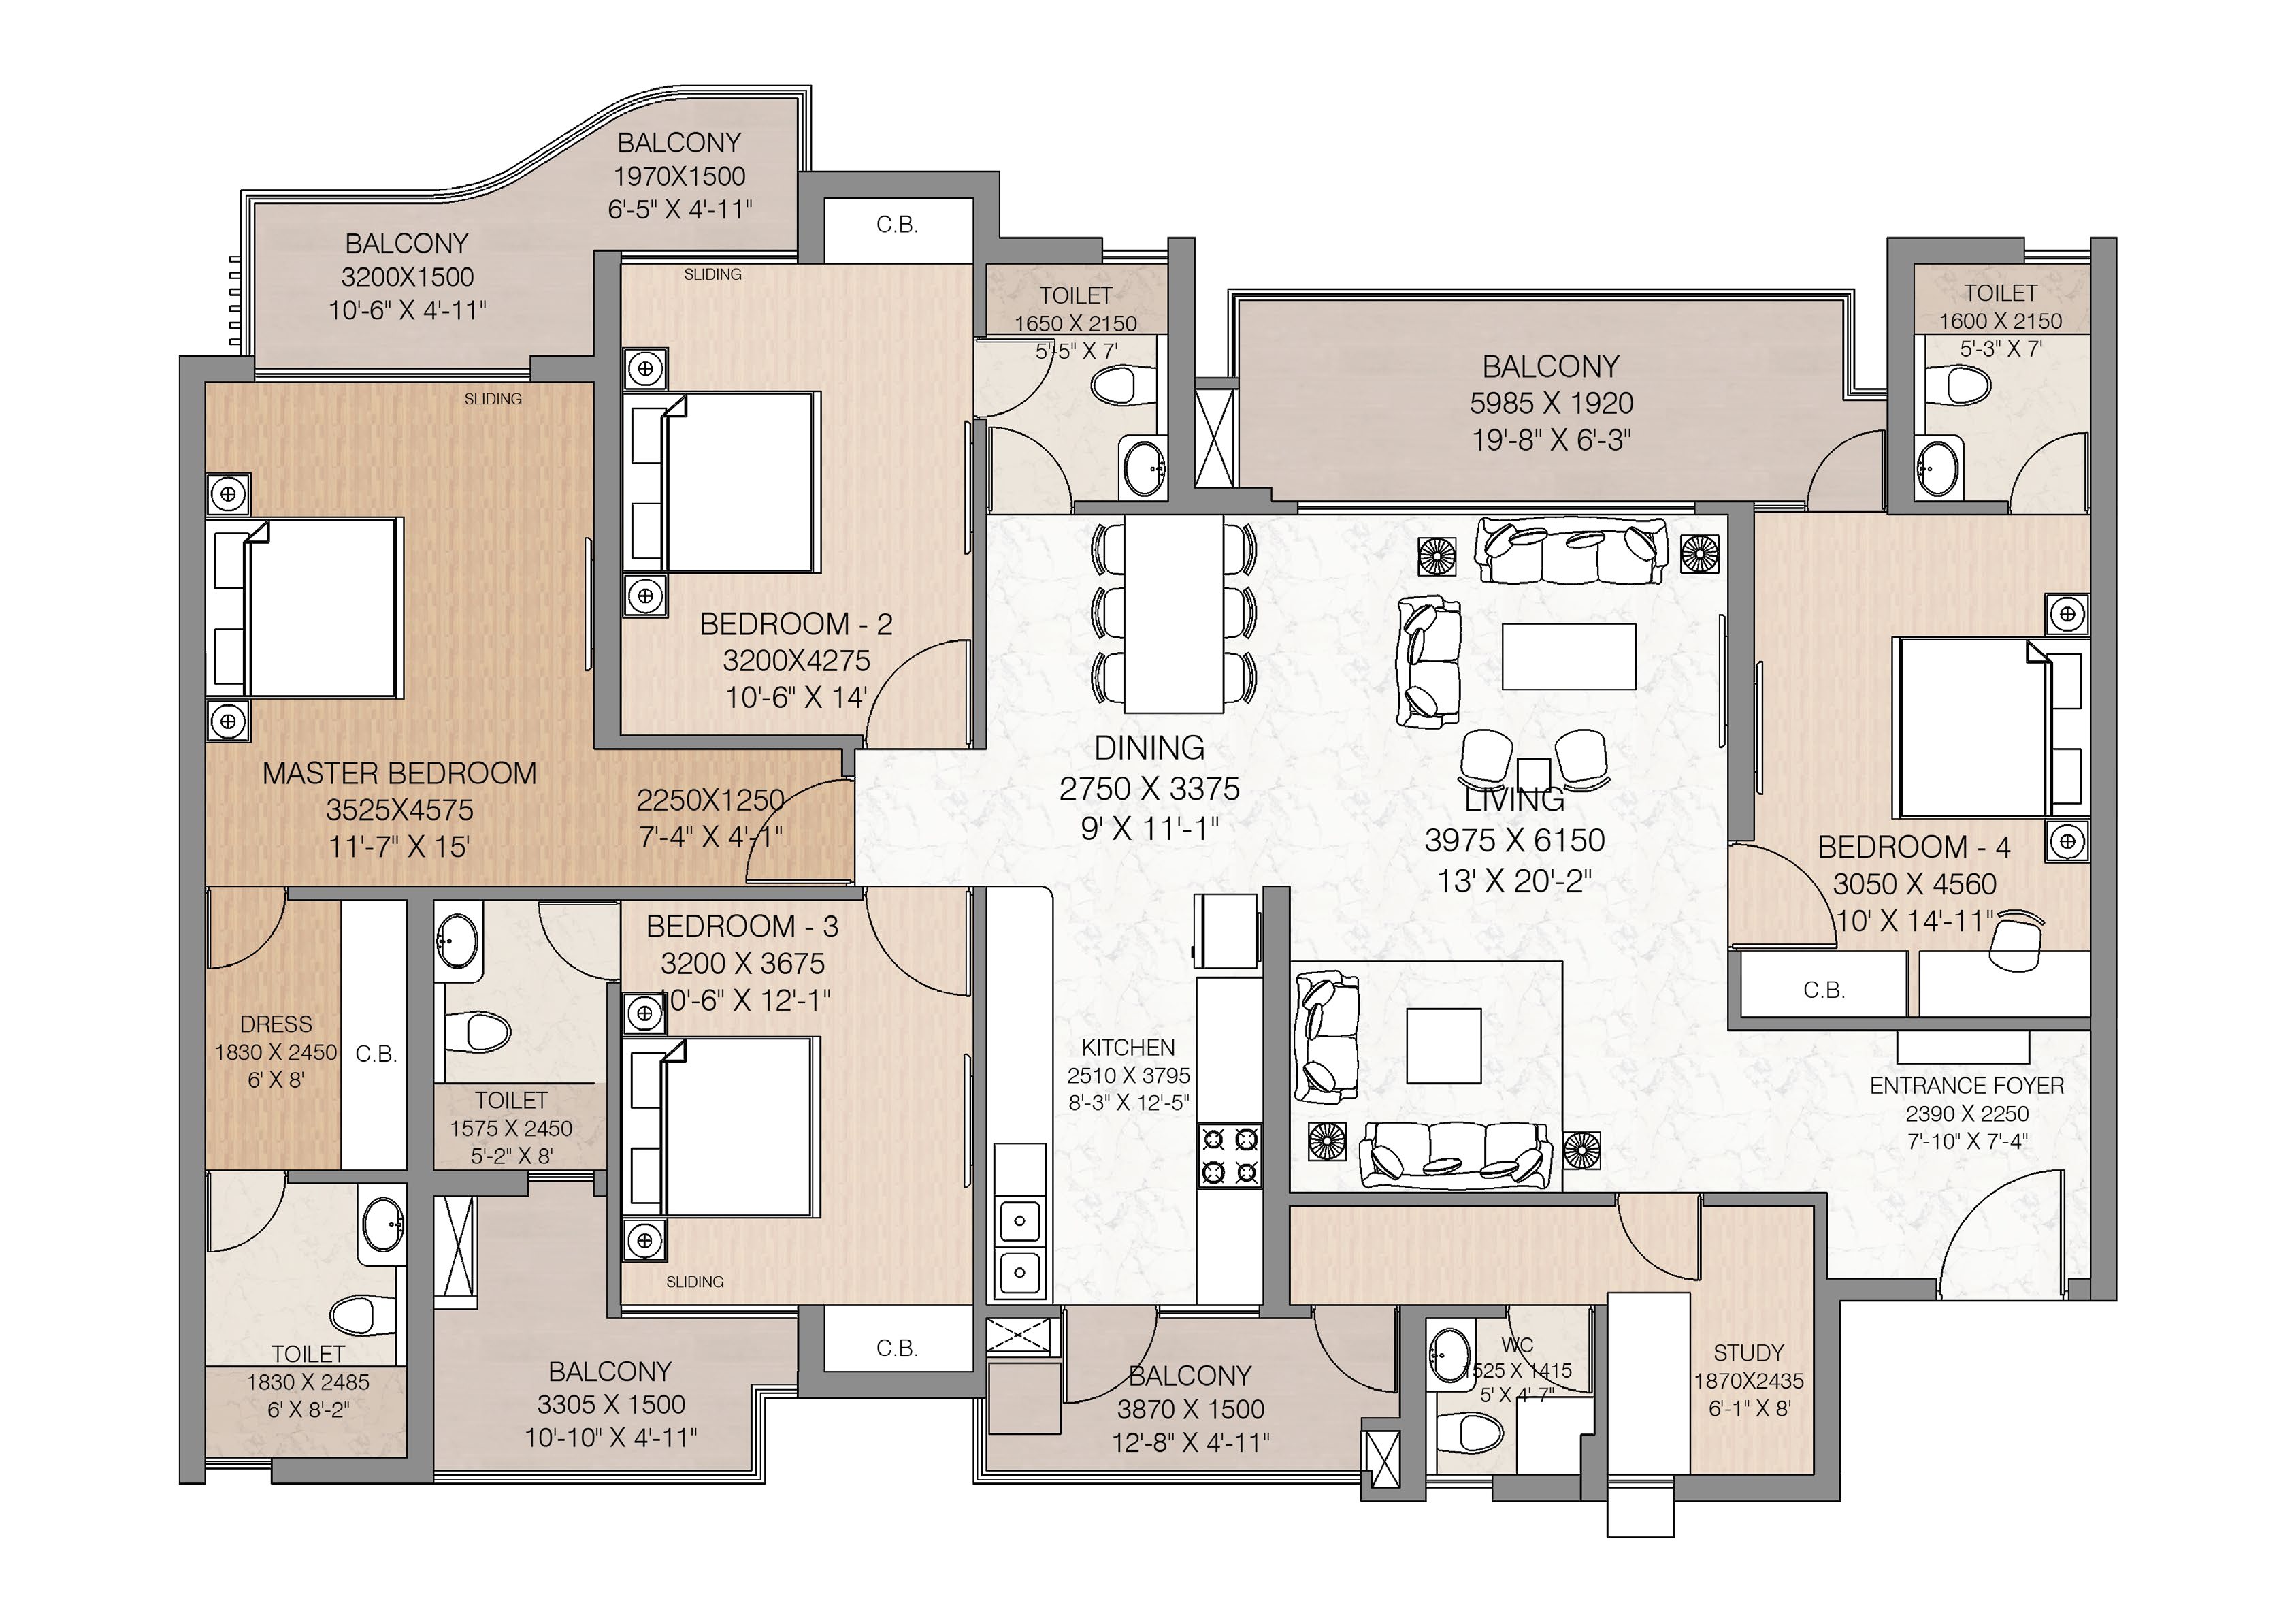 BALCONY
1970X1500
6'-5" X 4'-11"
BALCONY
3200X1500
10'-6" X 4'-11"
C.B.
SLIDING
TOILET
1650 X 2150
5'-5" X 7'
TOILET
1600 X 2150
5'-3" X 7'
BALCONY
5985 X 1920
19'-8" X 6'-3"
SLIDING
BEDROOM - 2
3200X4275
10'-6" X 14'
MASTER BEDROOM
3525X4575
11'-7" X 15'
2250X1250
7'-4" X 4'-1"
DINING
2750 X 3375
9' X 11'-1"
LIVING
3975 X 6150
13' X 20'-2"
BEDROOM - 4
3050 X 4560
10' X 14'-11"
C.B.
BEDROOM - 3
3200 X 3675
10'-6" X 12'-1"
DRESS
1830 X 2450
6' X 8'
C.B.
TOILET
1575 X 2450
5'-2" X 8'
KITCHEN
2510 X 3795
8'-3" X 12'-5"
ENTRANCE FOYER
2390 X 2250
7'-10" X 7'-4"
SLIDING
C.B.
TOILET
1830 X 2485
6' X 8'-2"
BALCONY
3305 X 1500
10'-10" X 4'-11"
BALCONY
3870 X 1500
12'-8" X 4'-11"
WC
1525 X 1415
5' X 4'-7"
STUDY
1870X2435
6'-1" X 8'